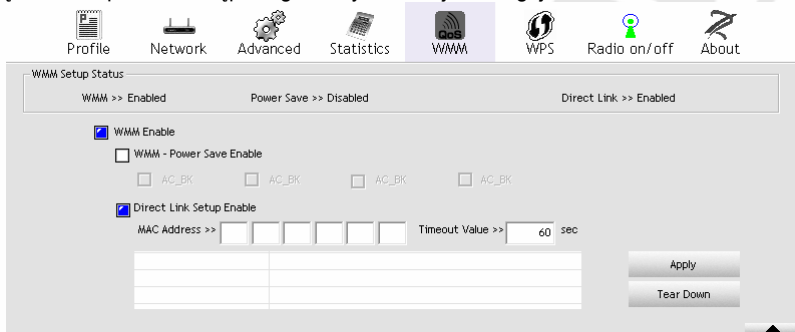 Profile Network Advanced Statistics WMM WPS Radio on/off About
QoS
WMM Setup Status
WMM >> Enabled Power Save >> Disabled Direct Link >> Enabled
WMM Enable
WMM - Power Save Enable
AC_BK AC_BK AC_BK AC_BK
Direct Link Setup Enable
MAC Address >> Timeout Value >> 60 sec
Apply
Tear Down